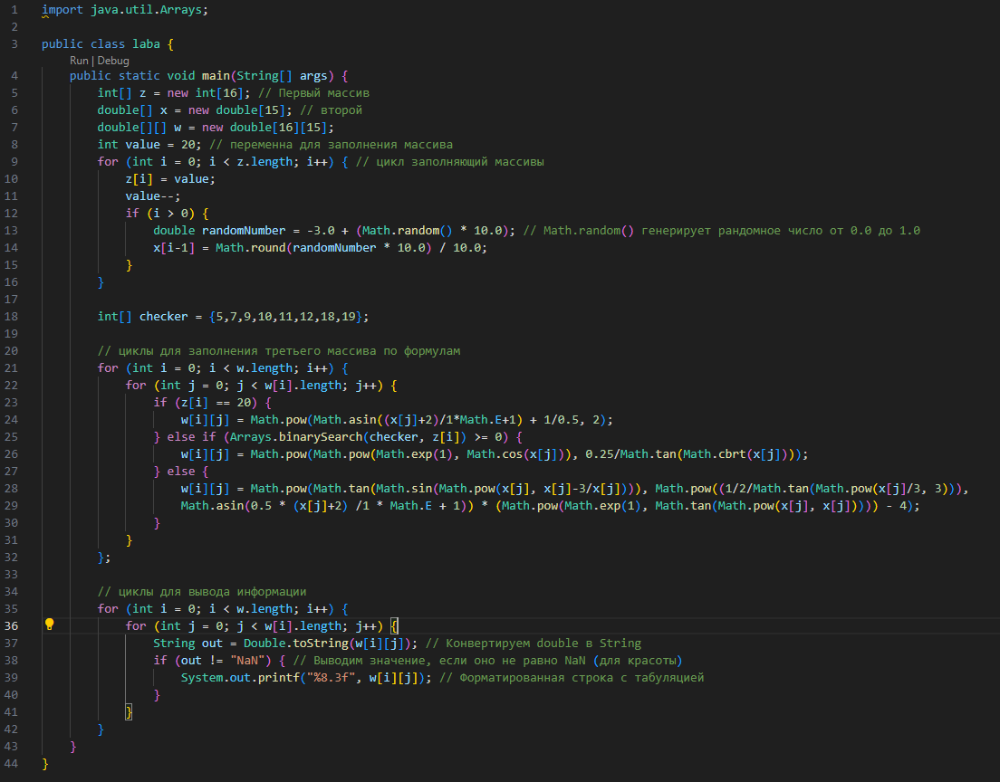 1 import java.util.Arrays;
2
3 public class laba {
Run | Debug
4 public static void main(String[] args) {
5 int[] z = new int[16]; // Первый массив
6 double[] x = new double[15]; // второй
7 double[][] w = new double[16][15];
8 int value = 20; // переменна для заполнения массива
9 for (int i = 0; i < z.length; i++) { // цикл заполняющий массивы
10 z[i] = value;
11 value--;
12 if (i > 0) {
13 double randomNumber = -3.0 + (Math.random() * 10.0); // Math.random() генерирует рандомное число от 0.0 до 1.0
14 x[i-1] = Math.round(randomNumber * 10.0) / 10.0;
15 }
16 }
17
18 int[] checker = {5,7,9,10,11,12,18,19};
19
20 // циклы для заполнения третьего массива по формулам
21 for (int i = 0; i < w.length; i++) {
22 for (int j = 0; j < w[i].length; j++) {
23 if (z[i] == 20) {
24 w[i][j] = Math.pow(Math.asin((x[j]+2)/1*Math.E+1) + 1/0.5, 2);
25 } else if (Arrays.binarySearch(checker, z[i]) >= 0) {
26 w[i][j] = Math.pow(Math.pow(Math.exp(1), Math.cos(x[j])), 0.25/Math.tan(Math.cbrt(x[j])));
27 } else {
28 w[i][j] = Math.pow(Math.tan(Math.sin(Math.pow(x[j], x[j]-3/x[j]))), Math.pow((1/2/Math.tan(Math.pow(x[j]/3, 3))),
29 Math.asin(0.5 * (x[j]+2) /1 * Math.E + 1)) * (Math.pow(Math.exp(1), Math.tan(Math.pow(x[j], x[j])))) - 4);
30 }
31 }
32 };
33
34 // циклы для вывода информации
35 for (int i = 0; i < w.length; i++) {
36 for (int j = 0; j < w[i].length; j++) {
37 String out = Double.toString(w[i][j]); // Конвертируем double в String
38 if (out != "NaN") { // Выводим значение, если оно не равно NaN (для красоты)
39 System.out.printf("%8.3f", w[i][j]); // Форматированная строка с табуляцией
40 }
41 }
42 }
43 }
44 }